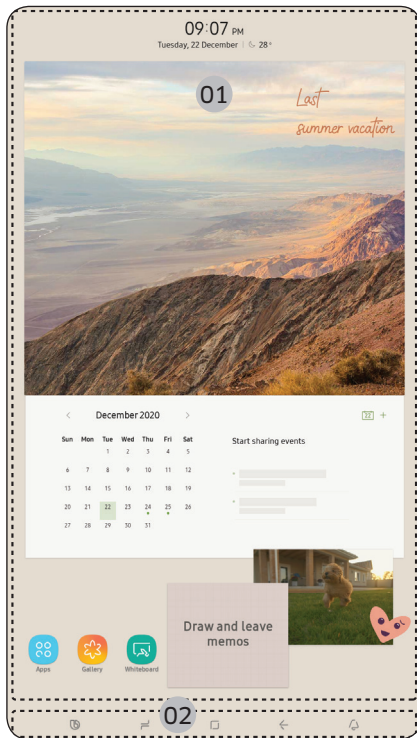 09:07 PM
Tuesday, 22 December | 28°
01
Last
summer vacation
December 2020
22 +
Sun Mon Tue Wed Thu Fri Sat
1 2 3 4 5
6 7 8 9 10 11 12
13 14 15 16 17 18 19
20 21 22 23 24 25 26
27 28 29 30 31
Start sharing events
Draw and leave
memos
Apps
Gallery
Whiteboard
02